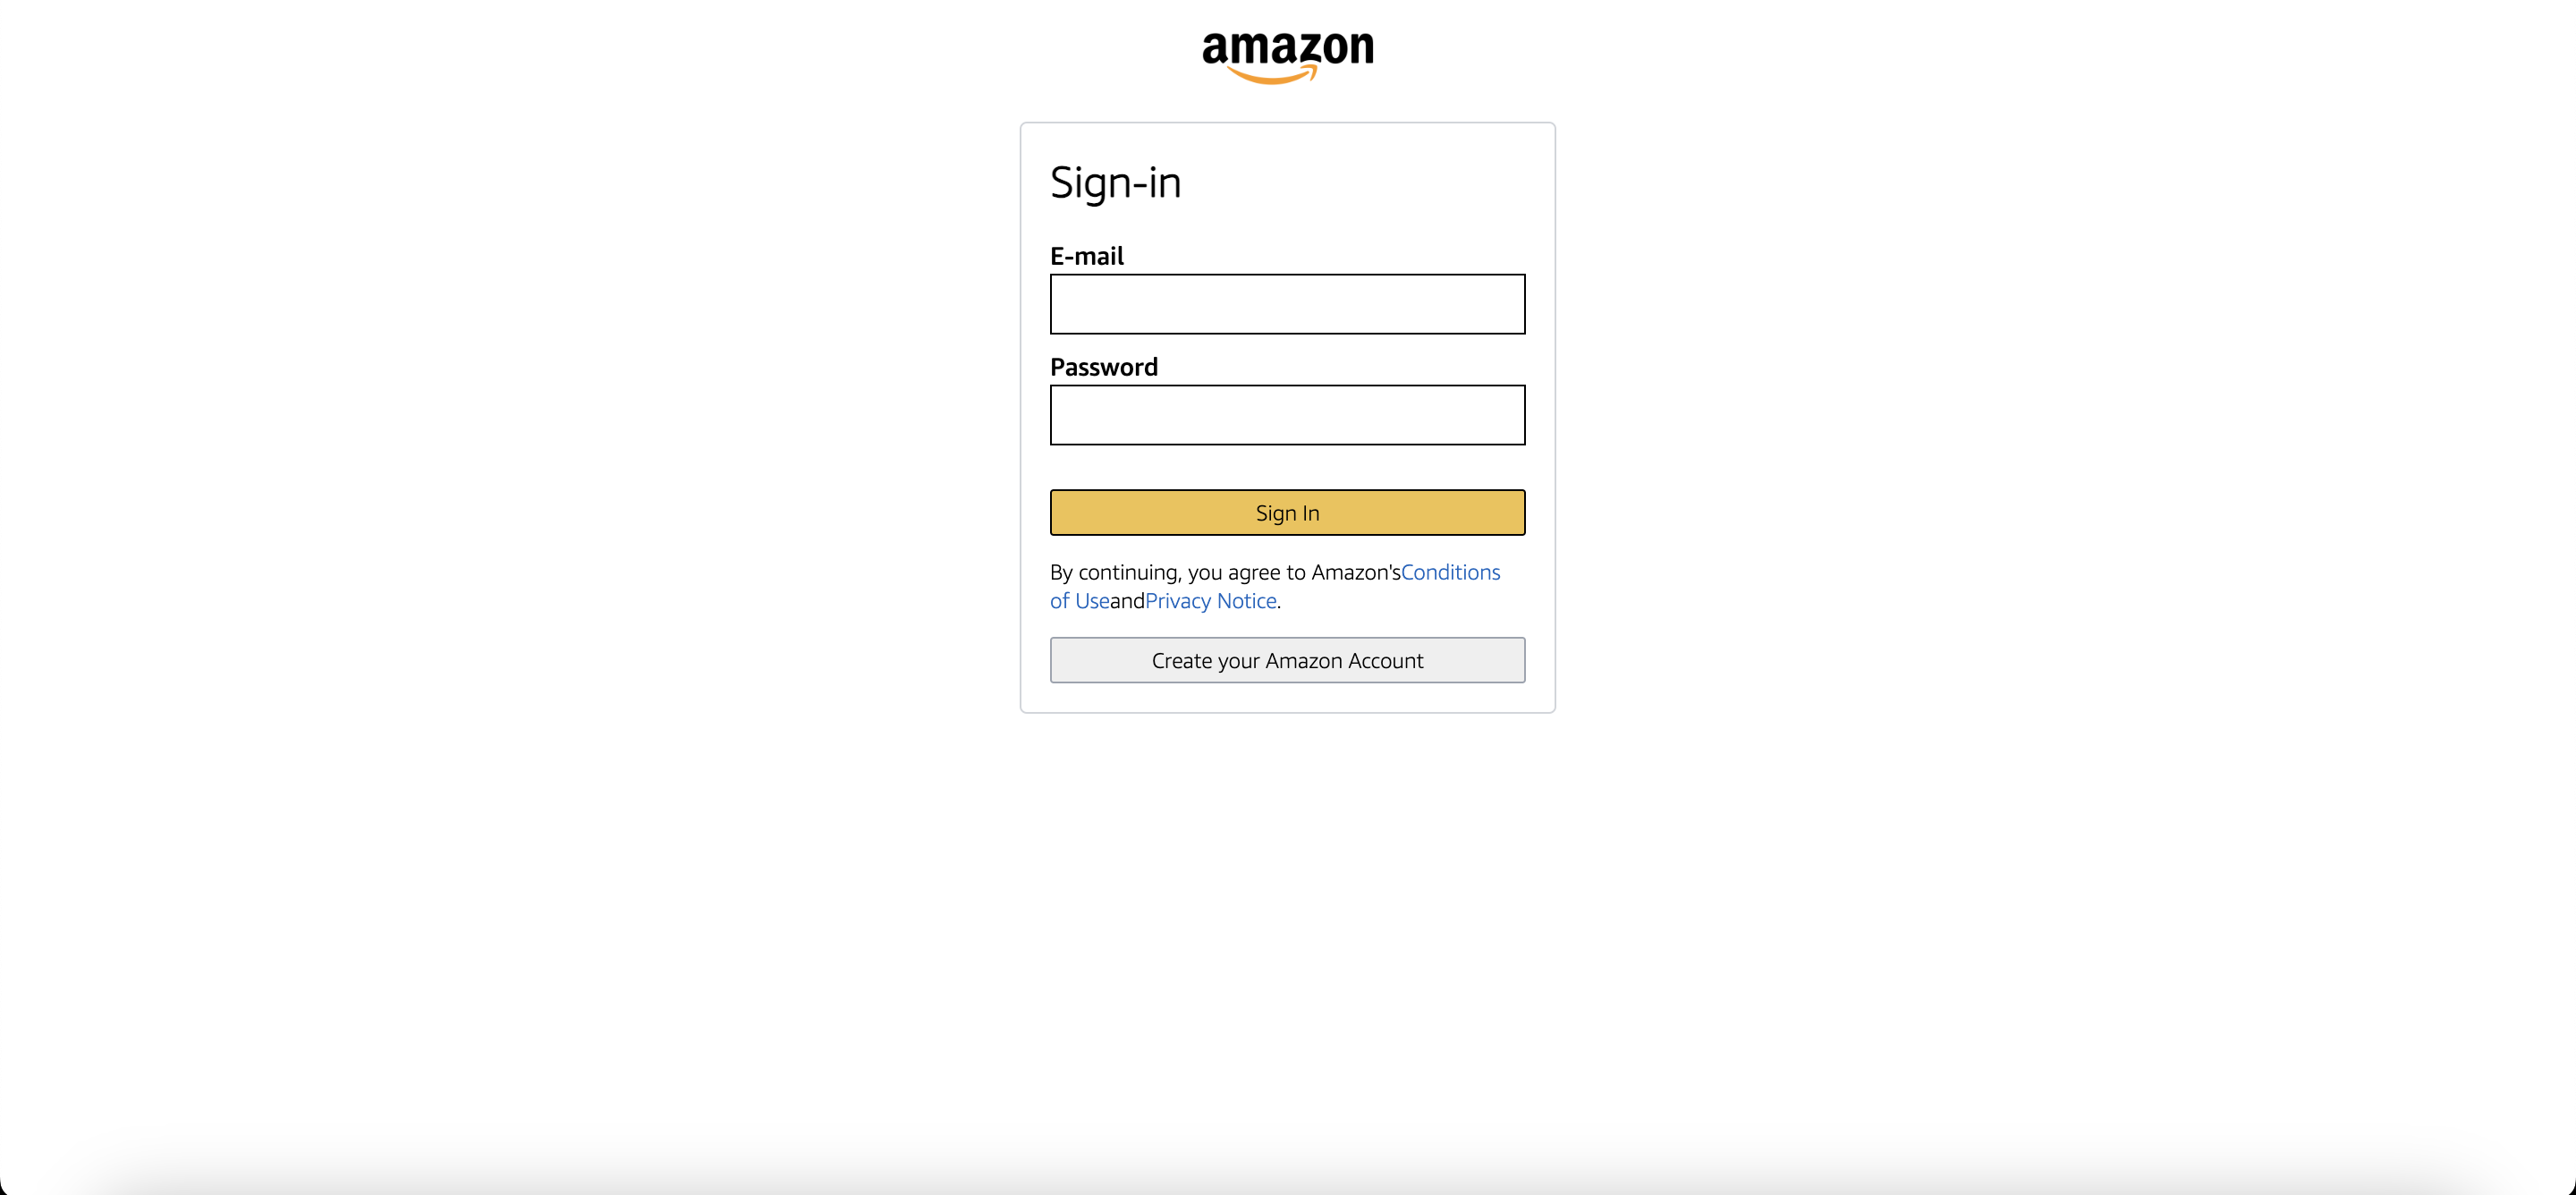 amazon
Sign-in
E-mail
Password
Sign In
By continuing, you agree to Amazon'sConditions
of UseandPrivacy Notice.
Create your Amazon Account